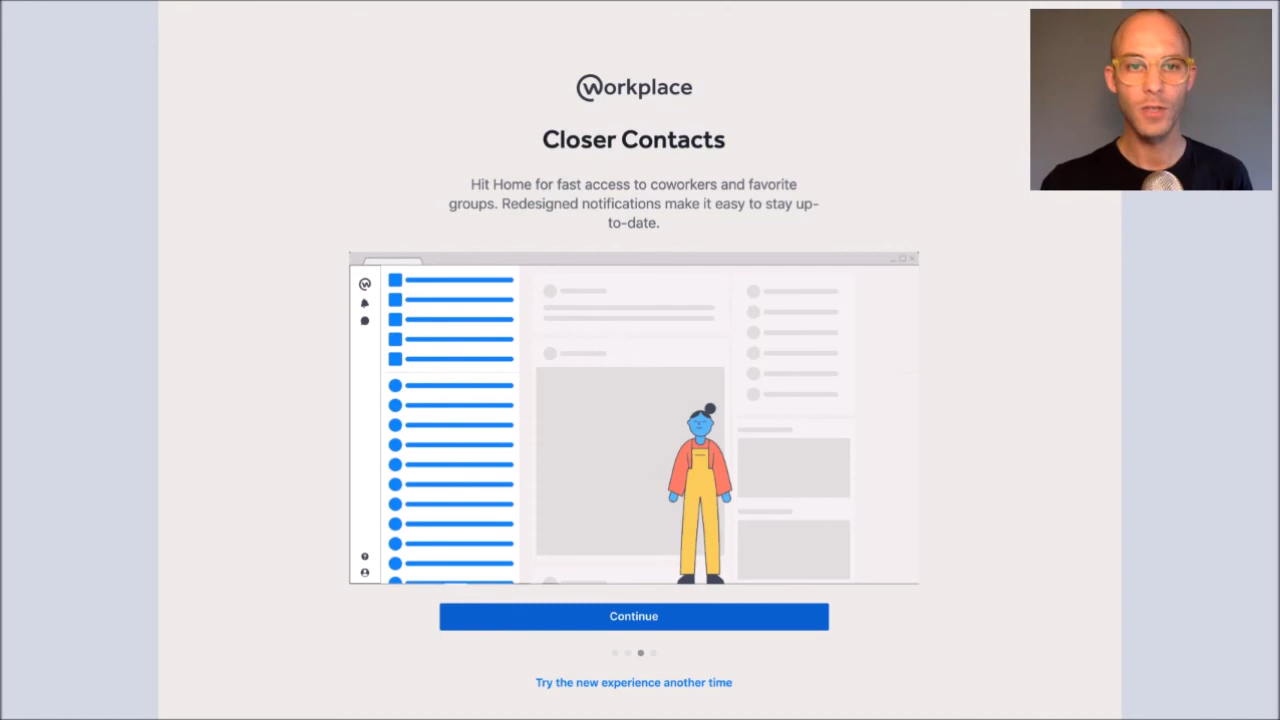 Workplace
Closer Contacts
Hit Home for fast access to coworkers and favorite
groups. Redesigned notifications make it easy to stay up-
to-date.
Continue
Try the new experience another time